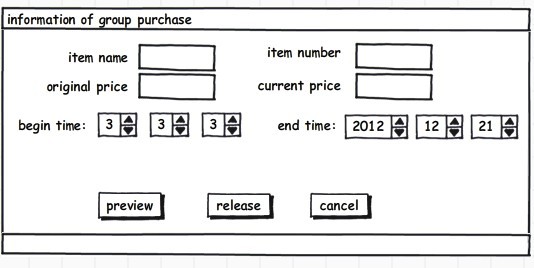 information of group purchase
item name item number
original price current price
begin time: 3 3 3 end time: 2012 12 21
preview release cancel